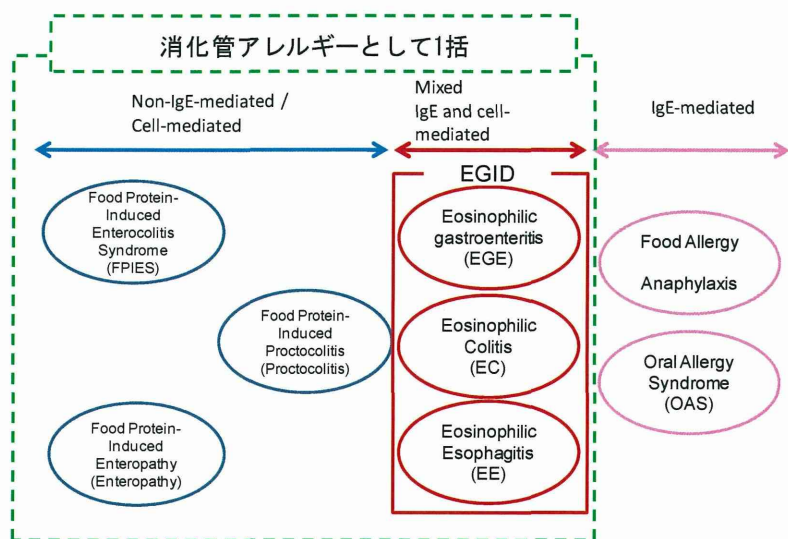 消化管アレルギーとして1括
Non-IgE-mediated /
Cell-mediated
Mixed
IgE and cell-
mediated
IgE-mediated
EGID
Food Protein-
Induced
Enterocolitis
Syndrome
(FPIES)
Eosinophilic
gastroenteritis
(EGE)
Food Allergy
Anaphylaxis
Food Protein-
Induced
Proctocolitis
(Proctocolitis)
Eosinophilic
Colitis
(EC)
Oral Allergy
Syndrome
(OAS)
Food Protein-
Induced
Enteropathy
(Enteropathy)
Eosinophilic
Esophagitis
(EE)